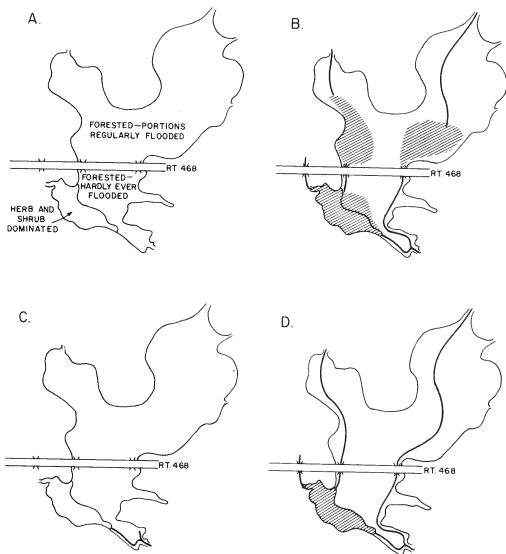 A.
FORESTED—PORTIONS
REGULARLY FLOODED
RT 468
FORESTED—
HARDLY EVER
FLOODED
HERB AND
SHRUB
DOMINATED
B.
RT 468
C.
RT. 468
D.
RT. 468